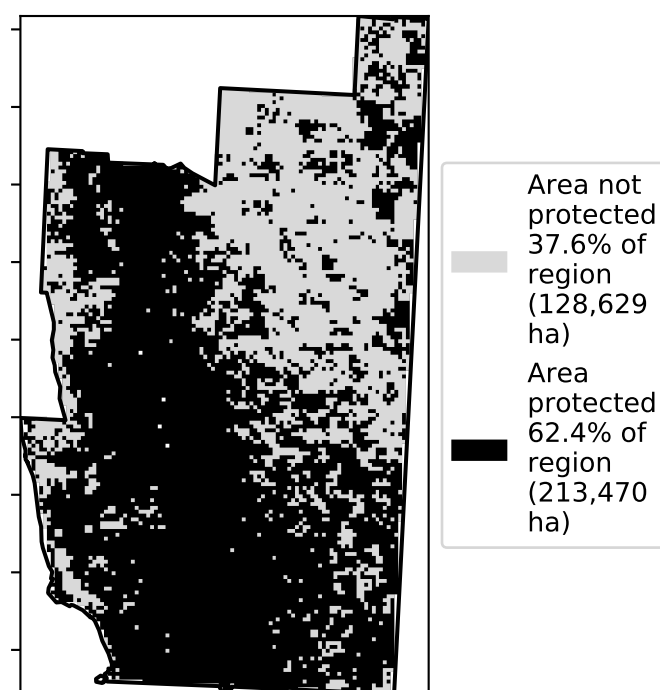 Area not
protected
37.6% of
region
(128,629
ha)
Area
protected
62.4% of
region
(213,470
ha)